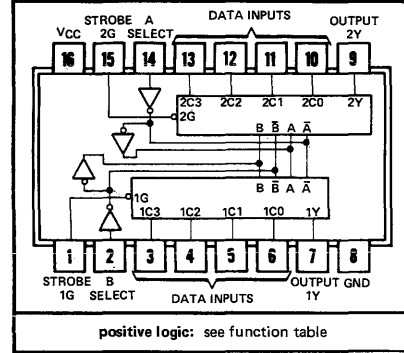 STROBE A DATA INPUTS OUTPUT
VCC 2G SELECT 2Y
16 15 14 13 12 11 10 9
2C3 2C2 2C1 2C0 2Y
2G
B B̅ A A̅
B B̅ A A̅
1G
1C3 1C2 1C1 1C0 1Y
1 2 3 4 5 6 7 8
STROBE B OUTPUT GND
1G SELECT DATA INPUTS 1Y
positive logic: see function table